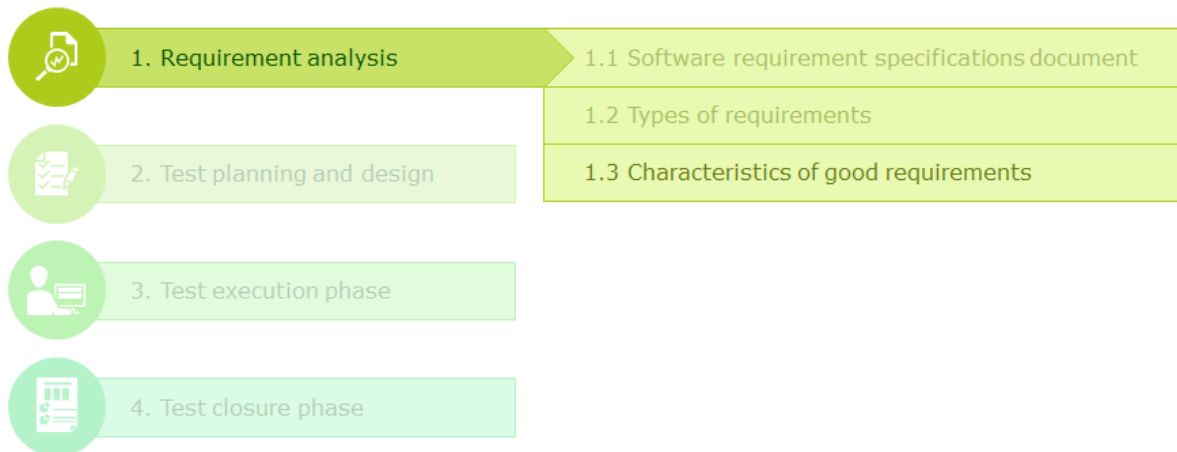 1. Requirement analysis
1.1 Software requirement specifications document
1.2 Types of requirements
1.3 Characteristics of good requirements
2. Test planning and design
3. Test execution phase
4. Test closure phase